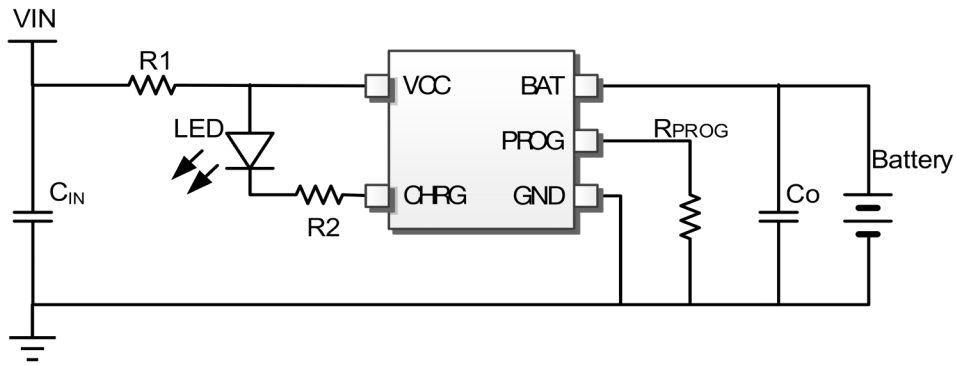 VIN
R1
VCC
BAT
LED
PROG
RPROG
Battery
CIN
CHRG
GND
Co
R2